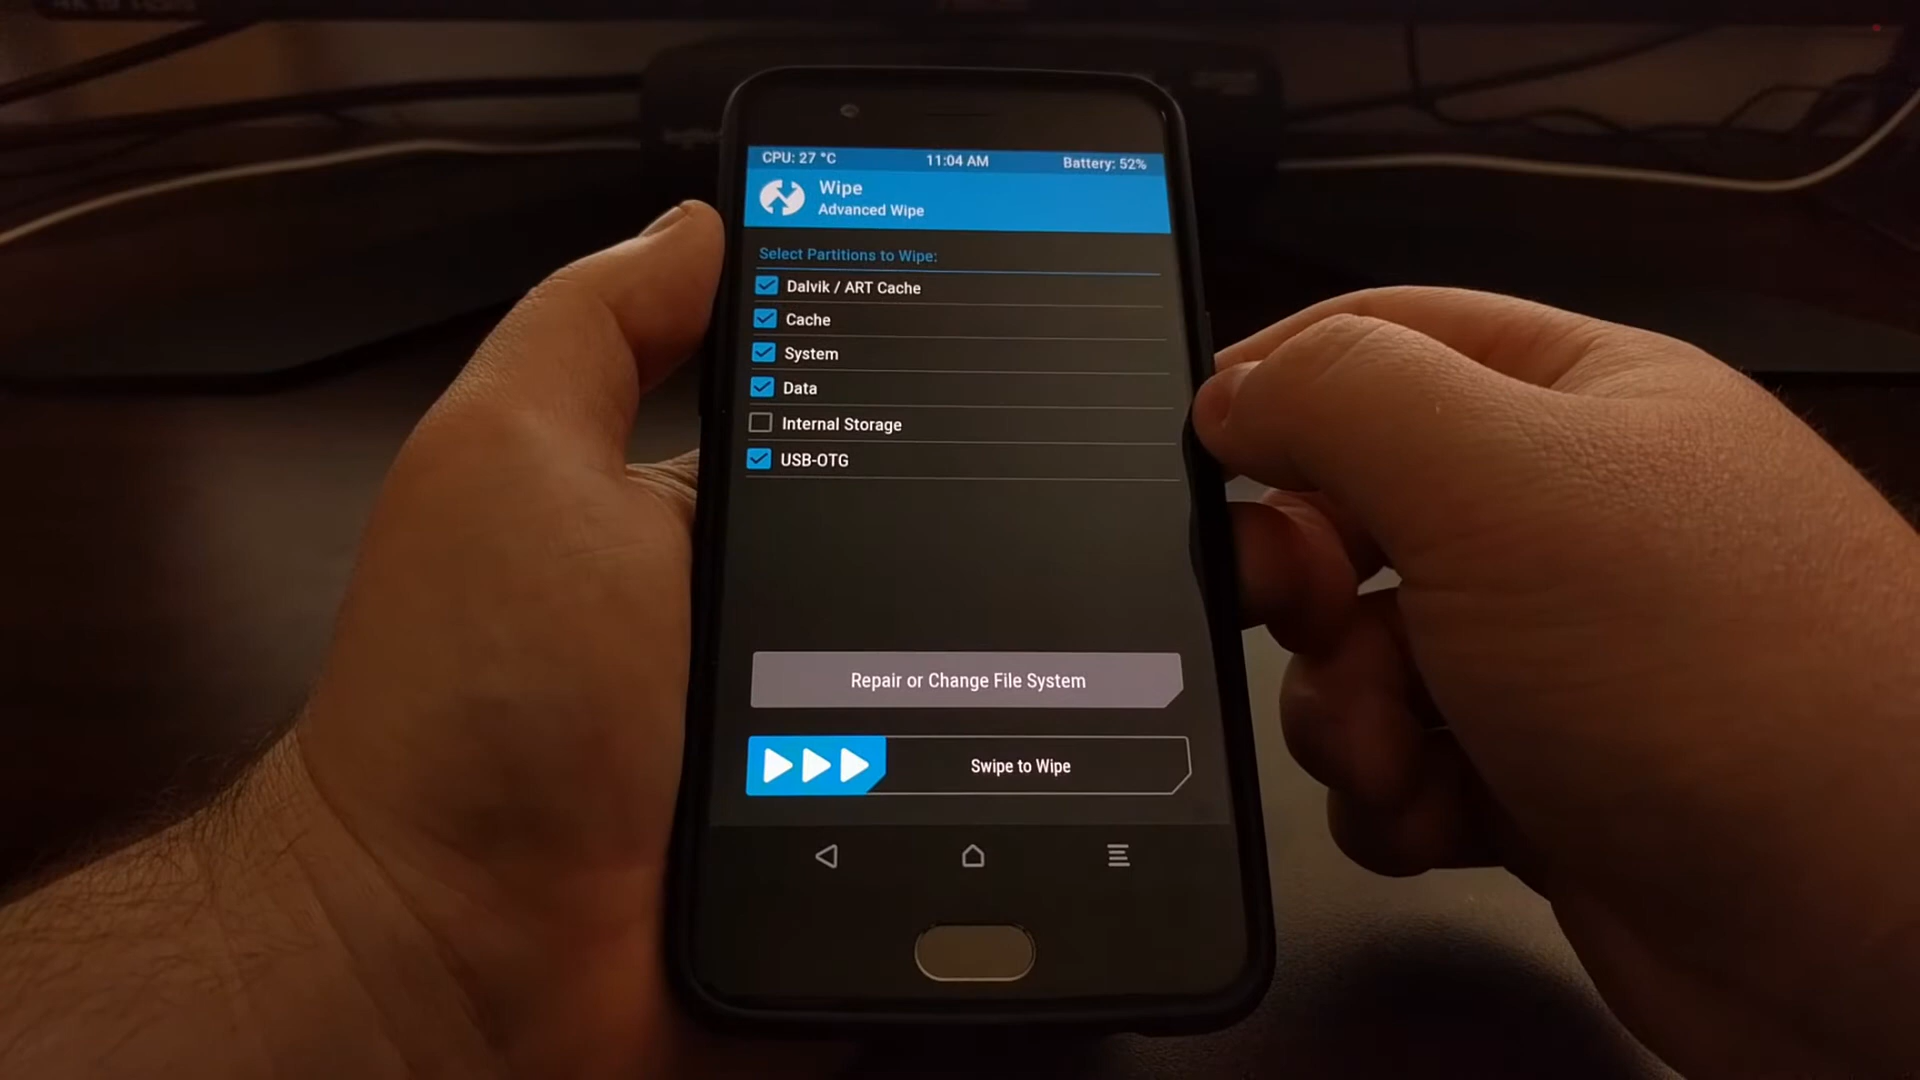 CPU: 27 °C 11:04 AM Battery: 52%
Wipe
Advanced Wipe
Select Partitions to Wipe:
Dalvik / ART Cache
Cache
System
Data
Internal Storage
USB-OTG
Repair or Change File System
Swipe to Wipe